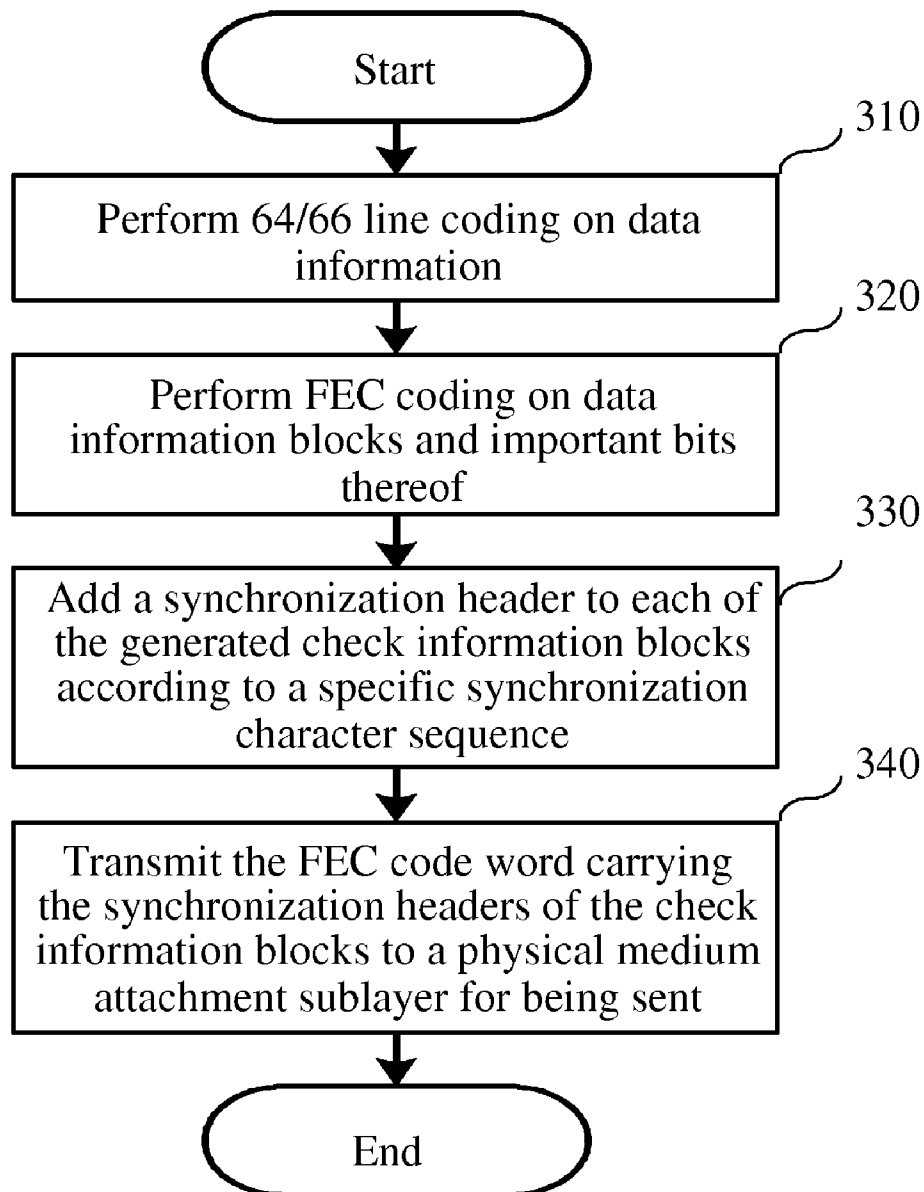 Start
310
Perform 64/66 line coding on data
information
320
Perform FEC coding on data
information blocks and important bits
thereof
330
Add a synchronization header to each of
the generated check information blocks
according to a specific synchronization
character sequence
340
Transmit the FEC code word carrying
the synchronization headers of the check
information blocks to a physical medium
attachment sublayer for being sent
End